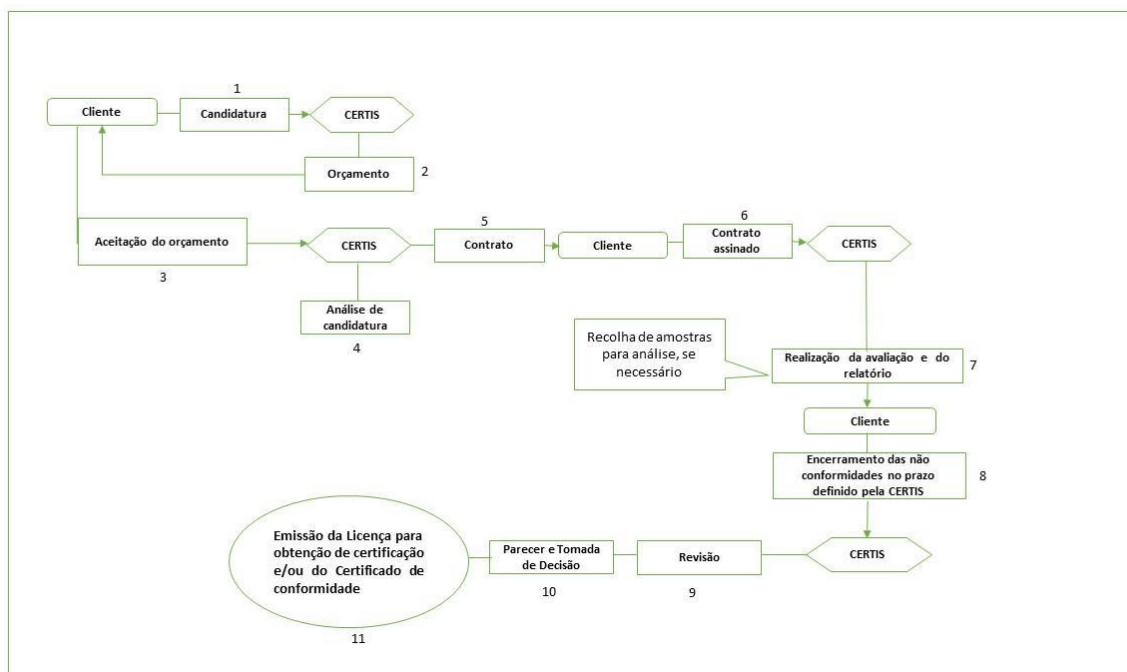 1
Cliente
Candidatura
CERTIS
Orçamento
2
Aceitação do orçamento
3
CERTIS
Análise de
candidatura
4
5
Contrato
Cliente
6
Contrato
assinado
CERTIS
Recolha de amostras
para análise, se
necessário
Realização da avaliação e do
relatório
7
Cliente
Encerramento das não
conformidades no prazo
definido pela CERTIS
8
CERTIS
Revisão
9
Parecer e Tomada
de Decisão
10
Emissão da Licença para
obtenção de certificação
e/ou do Certificado de
conformidade
11